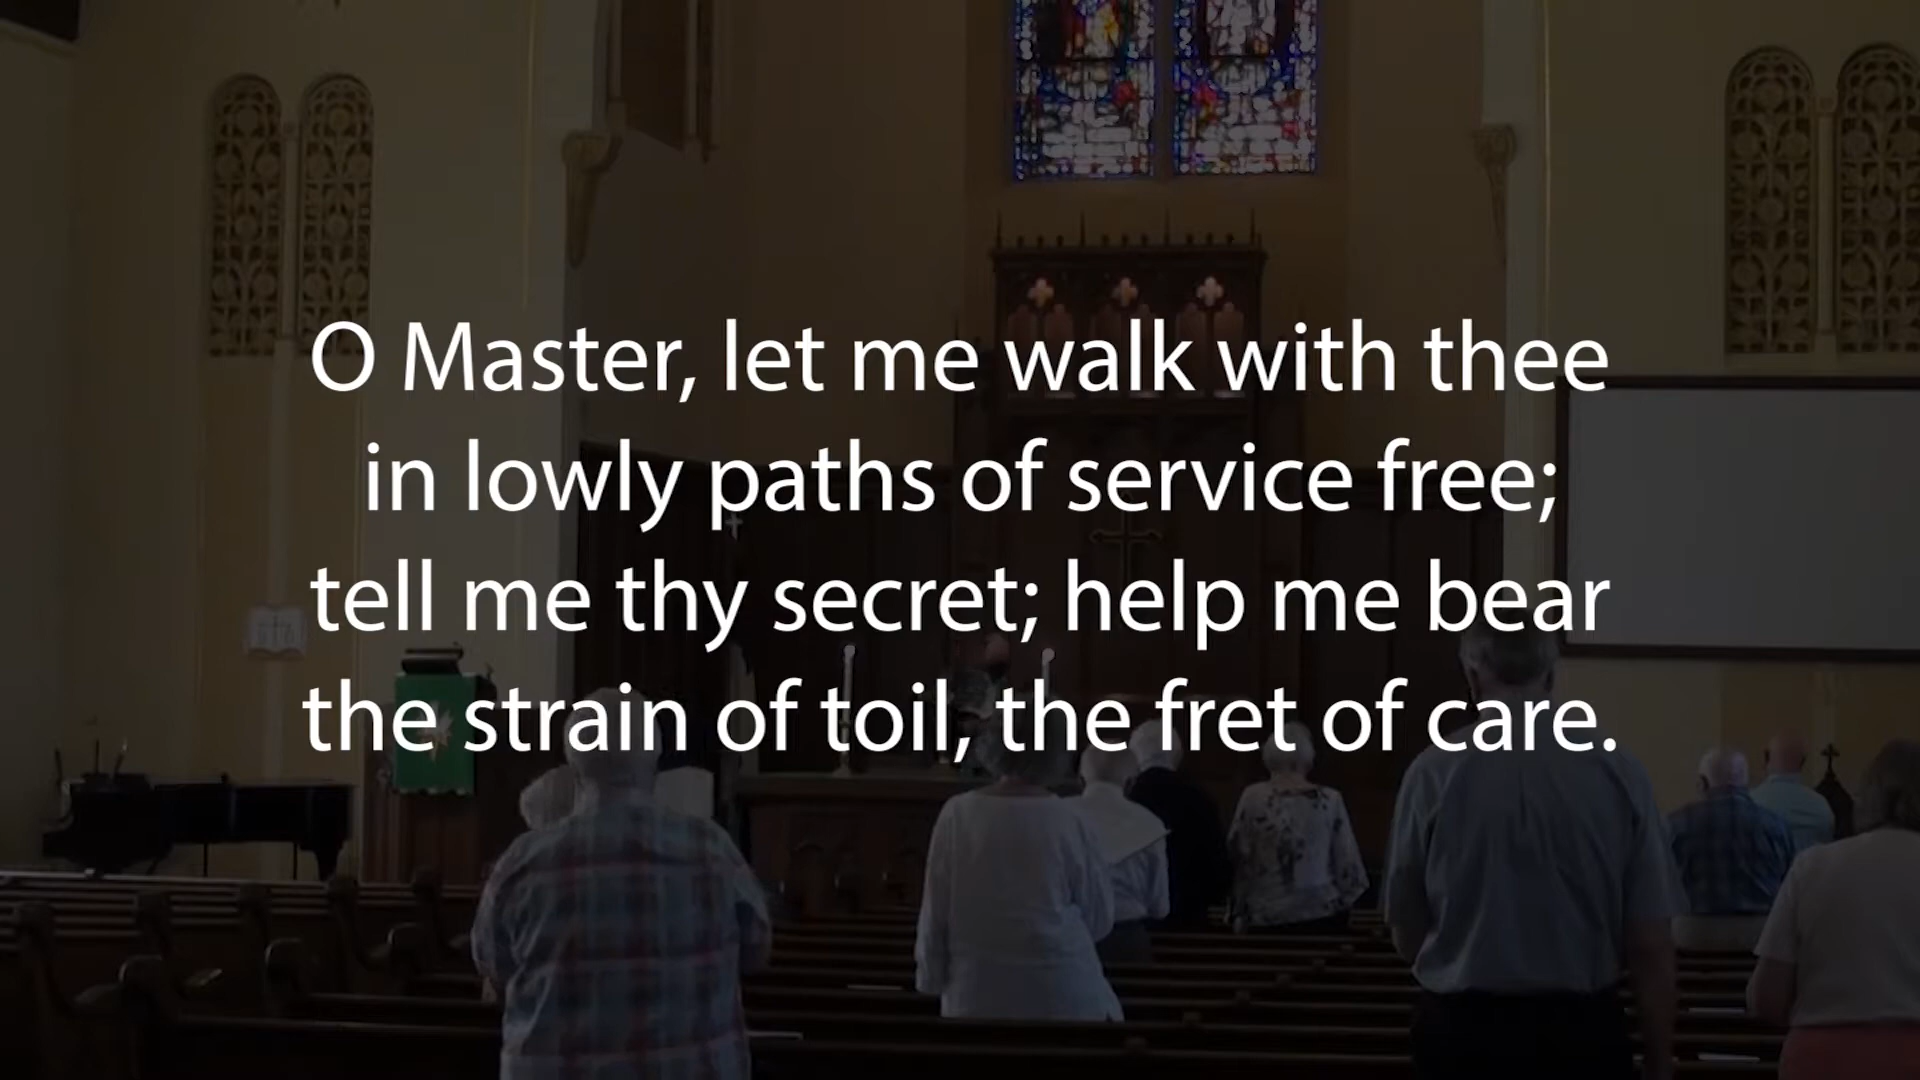 O Master, let me walk with thee
in lowly paths of service free;
tell me thy secret; help me bear
the strain of toil, the fret of care.